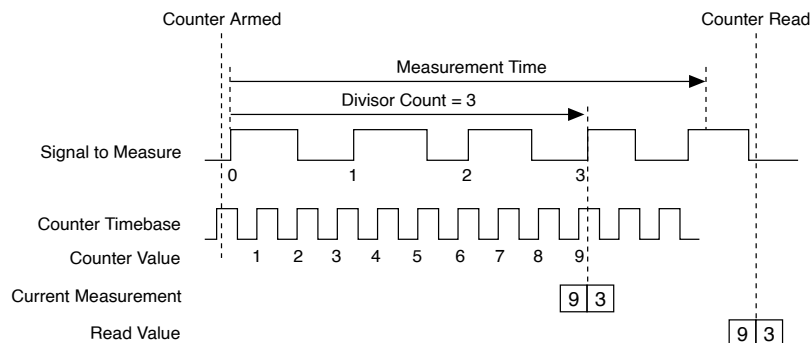 Counter Armed Counter Read
Measurement Time
Divisor Count = 3
Signal to Measure
0 1 2 3
Counter Timebase
Counter Value 1 2 3 4 5 6 7 8 9
Current Measurement 9 3
Read Value 9 3